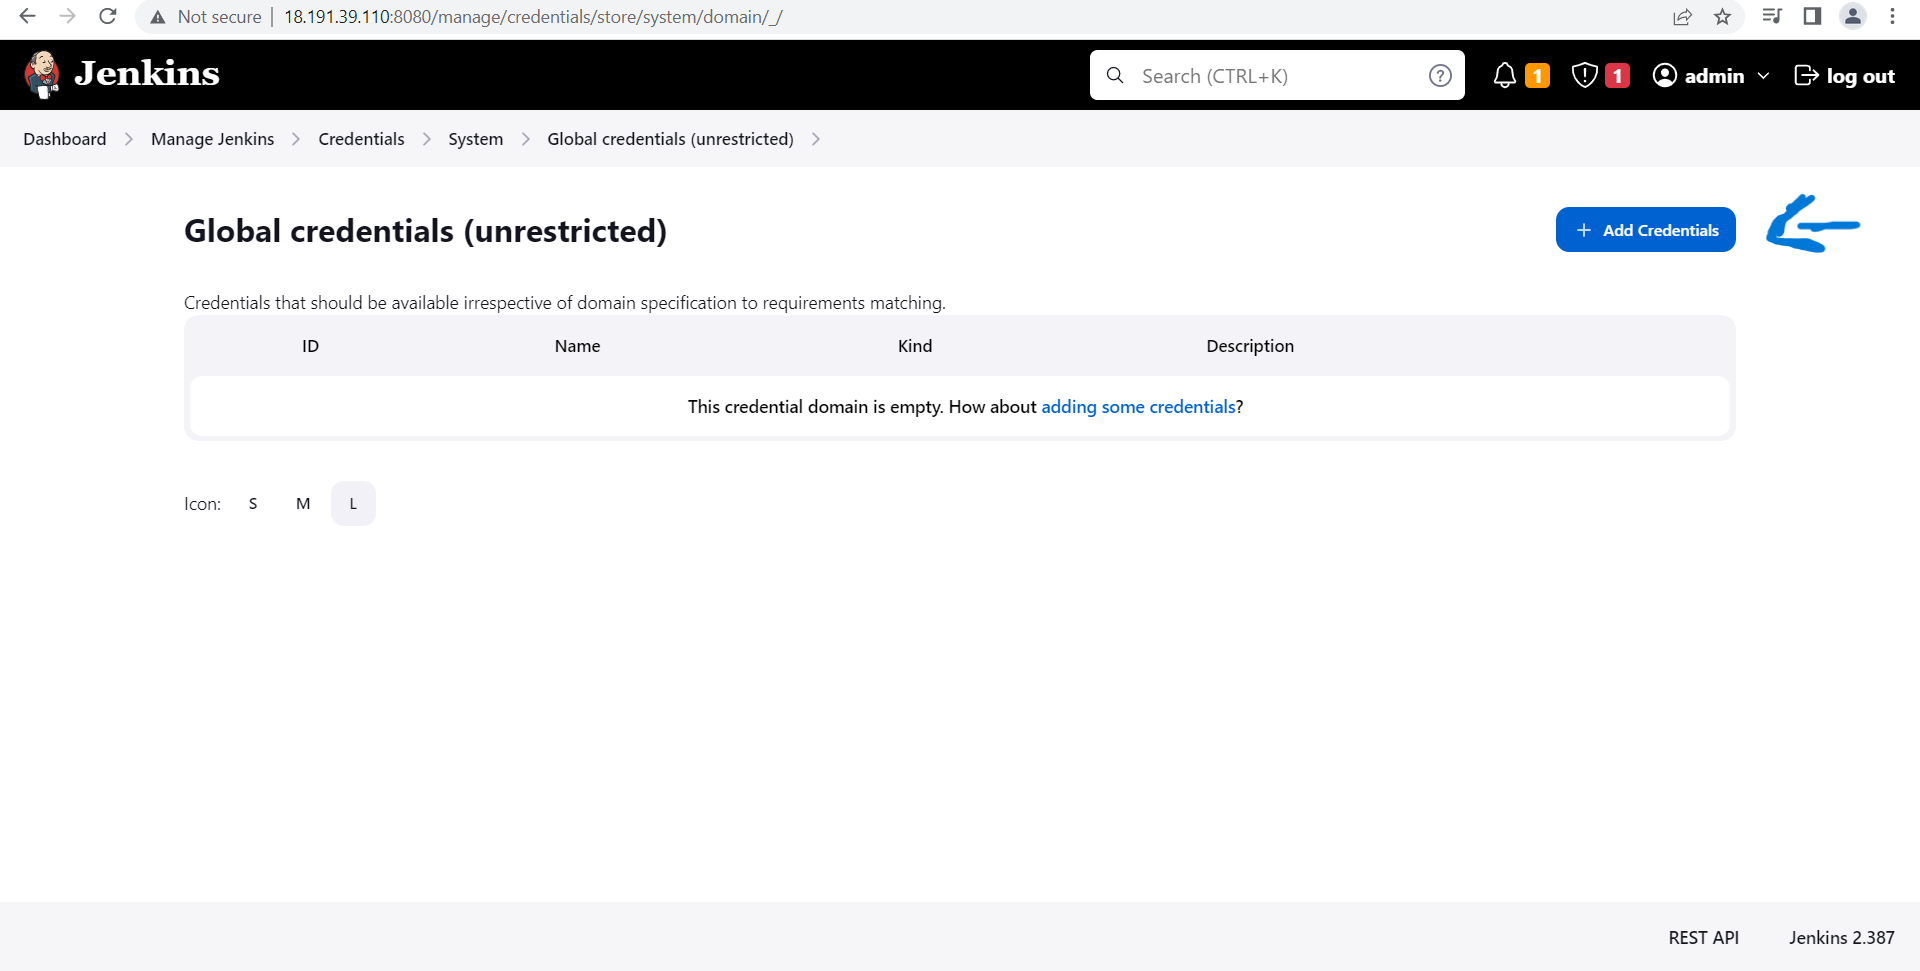 Not secure | 18.191.39.110:8080/manage/credentials/store/system/domain/_/
Jenkins Search (CTRL+K) ? 1 1 admin log out
Dashboard Manage Jenkins Credentials System Global credentials (unrestricted)
Global credentials (unrestricted) + Add Credentials
Credentials that should be available irrespective of domain specification to requirements matching.
ID Name Kind Description
This credential domain is empty. How about adding some credentials?
Icon: S M L
REST API Jenkins 2.387